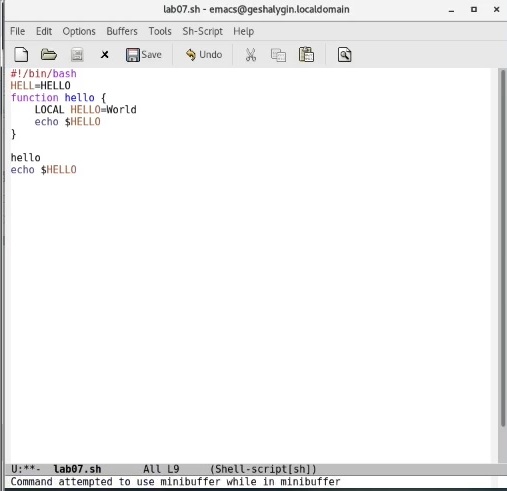 lab07.sh - emacs@geshalygin.localdomain
File Edit Options Buffers Tools Sh-Script Help
Save Undo
#!/bin/bash
HELL=HELLO
function hello {
    LOCAL HELLO=World
    echo $HELLO
}
hello
echo $HELLO
U:**-  lab07.sh       All L9     (Shell-script[sh])
Command attempted to use minibuffer while in minibuffer